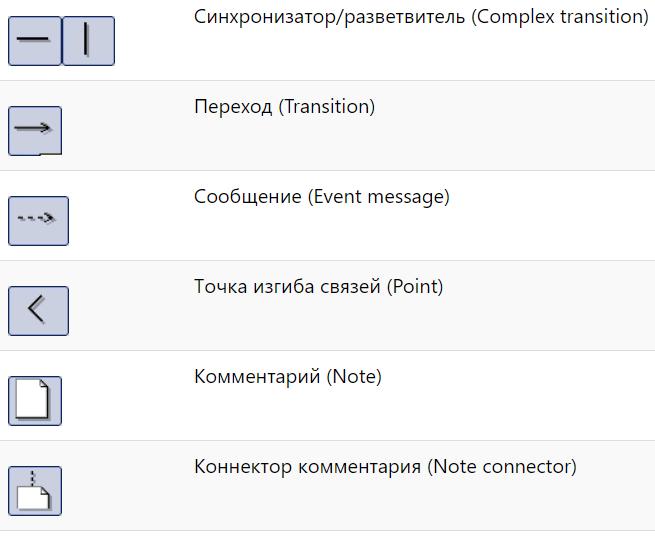 Синхронизатор/разветвитель (Complex transition)
Переход (Transition)
Сообщение (Event message)
Точка изгиба связей (Point)
Комментарий (Note)
Коннектор комментария (Note connector)